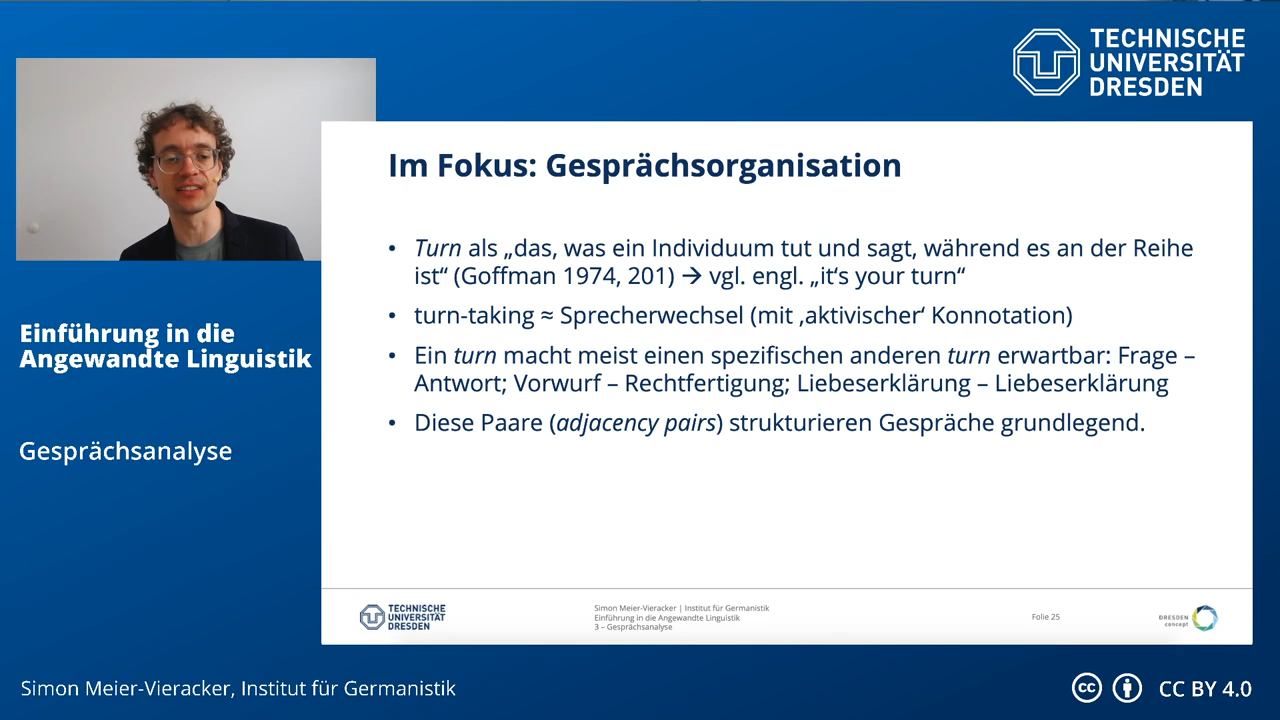 TECHNISCHE
UNIVERSITÄT
DRESDEN
Im Fokus: Gesprächsorganisation
• Turn als „das, was ein Individuum tut und sagt, während es an der Reihe
ist“ (Goffman 1974, 201) → vgl. engl. „it‘s your turn“
• turn-taking ≈ Sprecherwechsel (mit ‚aktivischer‘ Konnotation)
• Ein turn macht meist einen spezifischen anderen turn erwartbar: Frage –
Antwort; Vorwurf – Rechtfertigung; Liebeserklärung – Liebeserklärung
• Diese Paare (adjacency pairs) strukturieren Gespräche grundlegend.
Einführung in die
Angewandte Linguistik
Gesprächsanalyse
TECHNISCHE
UNIVERSITÄT
DRESDEN
Simon Meier-Vieracker | Institut für Germanistik
Einführung in die Angewandte Linguistik
3 – Gesprächsanalyse
Folie 25
DRESDEN
concept
Simon Meier-Vieracker, Institut für Germanistik
cc CC BY 4.0